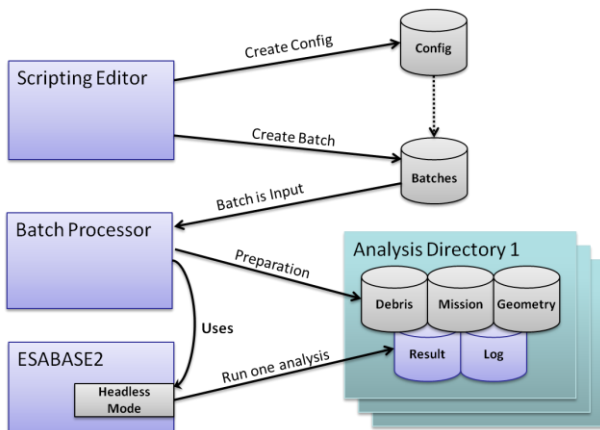 Create Config
Config
Scripting Editor
Create Batch
Batches
Batch is Input
Batch Processor
Preparation
Analysis Directory 1
Debris
Mission
Geometry
Uses
ESABASE2
Result
Log
Run one analysis
Headless
Mode